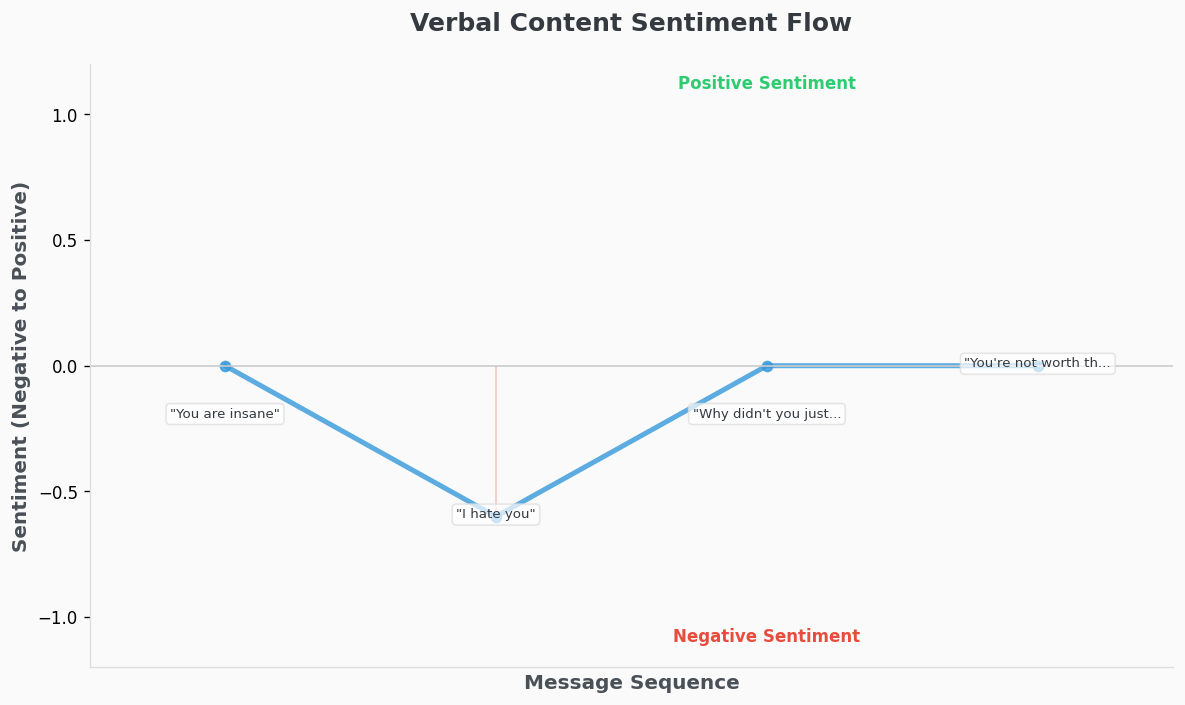 Verbal Content Sentiment Flow
Positive Sentiment
1.0
0.5
0.0
−0.5
−1.0
Sentiment (Negative to Positive)
"You are insane"
"I hate you"
"Why didn't you just...
"You're not worth th...
Negative Sentiment
Message Sequence